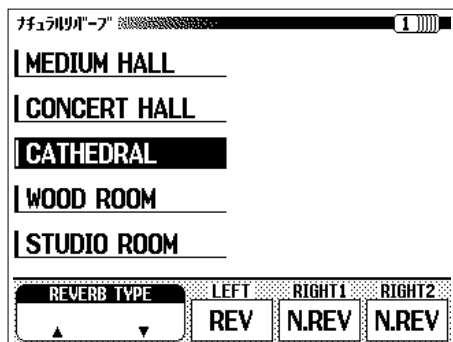 ﾅﾁｭﾗﾙﾘﾊﾞｰﾌﾞ 1
MEDIUM HALL
CONCERT HALL
CATHEDRAL
WOOD ROOM
STUDIO ROOM
REVERB TYPE LEFT RIGHT1 RIGHT2
▲ ▼ REV N.REV N.REV